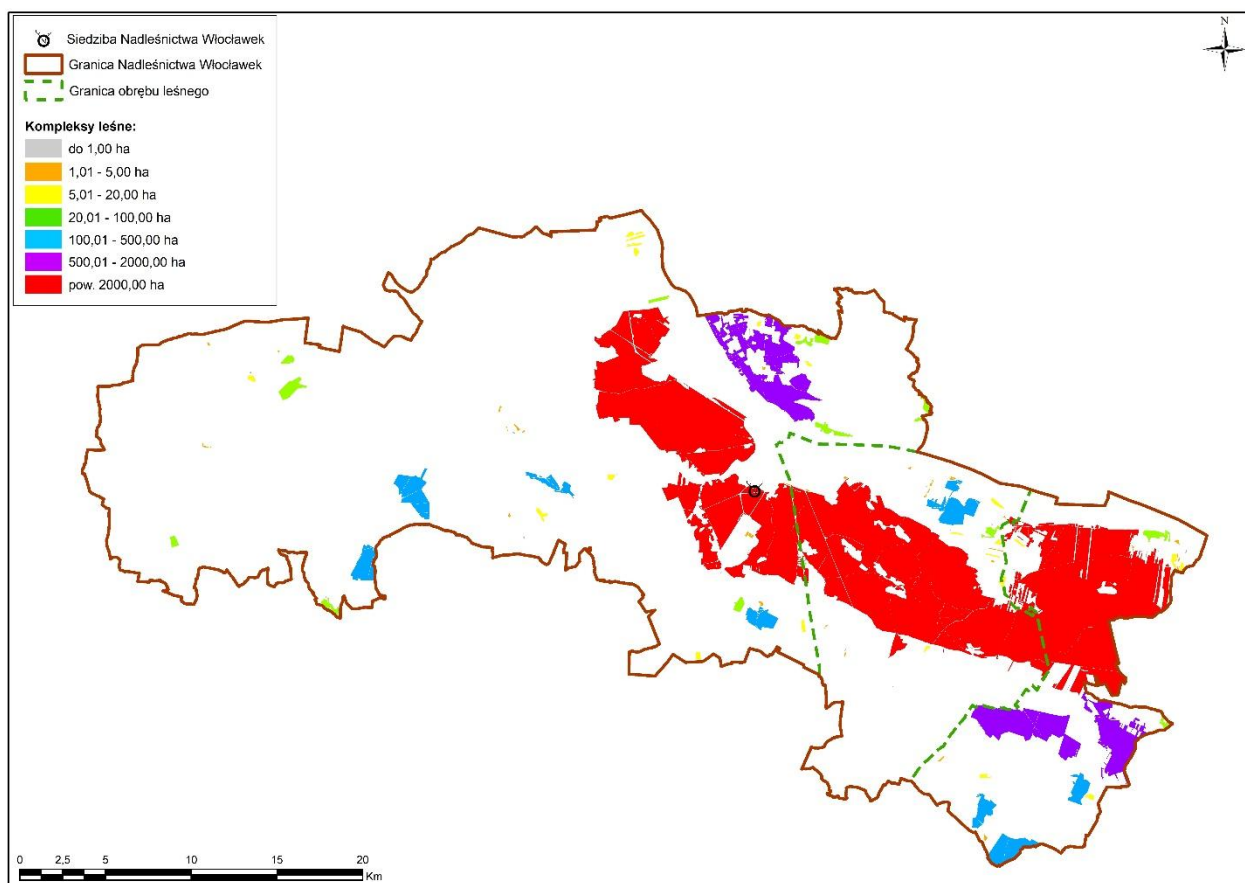 N
Siedziba Nadleśnictwa Włocławek
Granica Nadleśnictwa Włocławek
Granica obrębu leśnego
Kompleksy leśne:
do 1,00 ha
1,01 - 5,00 ha
5,01 - 20,00 ha
20,01 - 100,00 ha
100,01 - 500,00 ha
500,01 - 2000,00 ha
pow. 2000,00 ha
0 2,5 5 10 15 20
Km